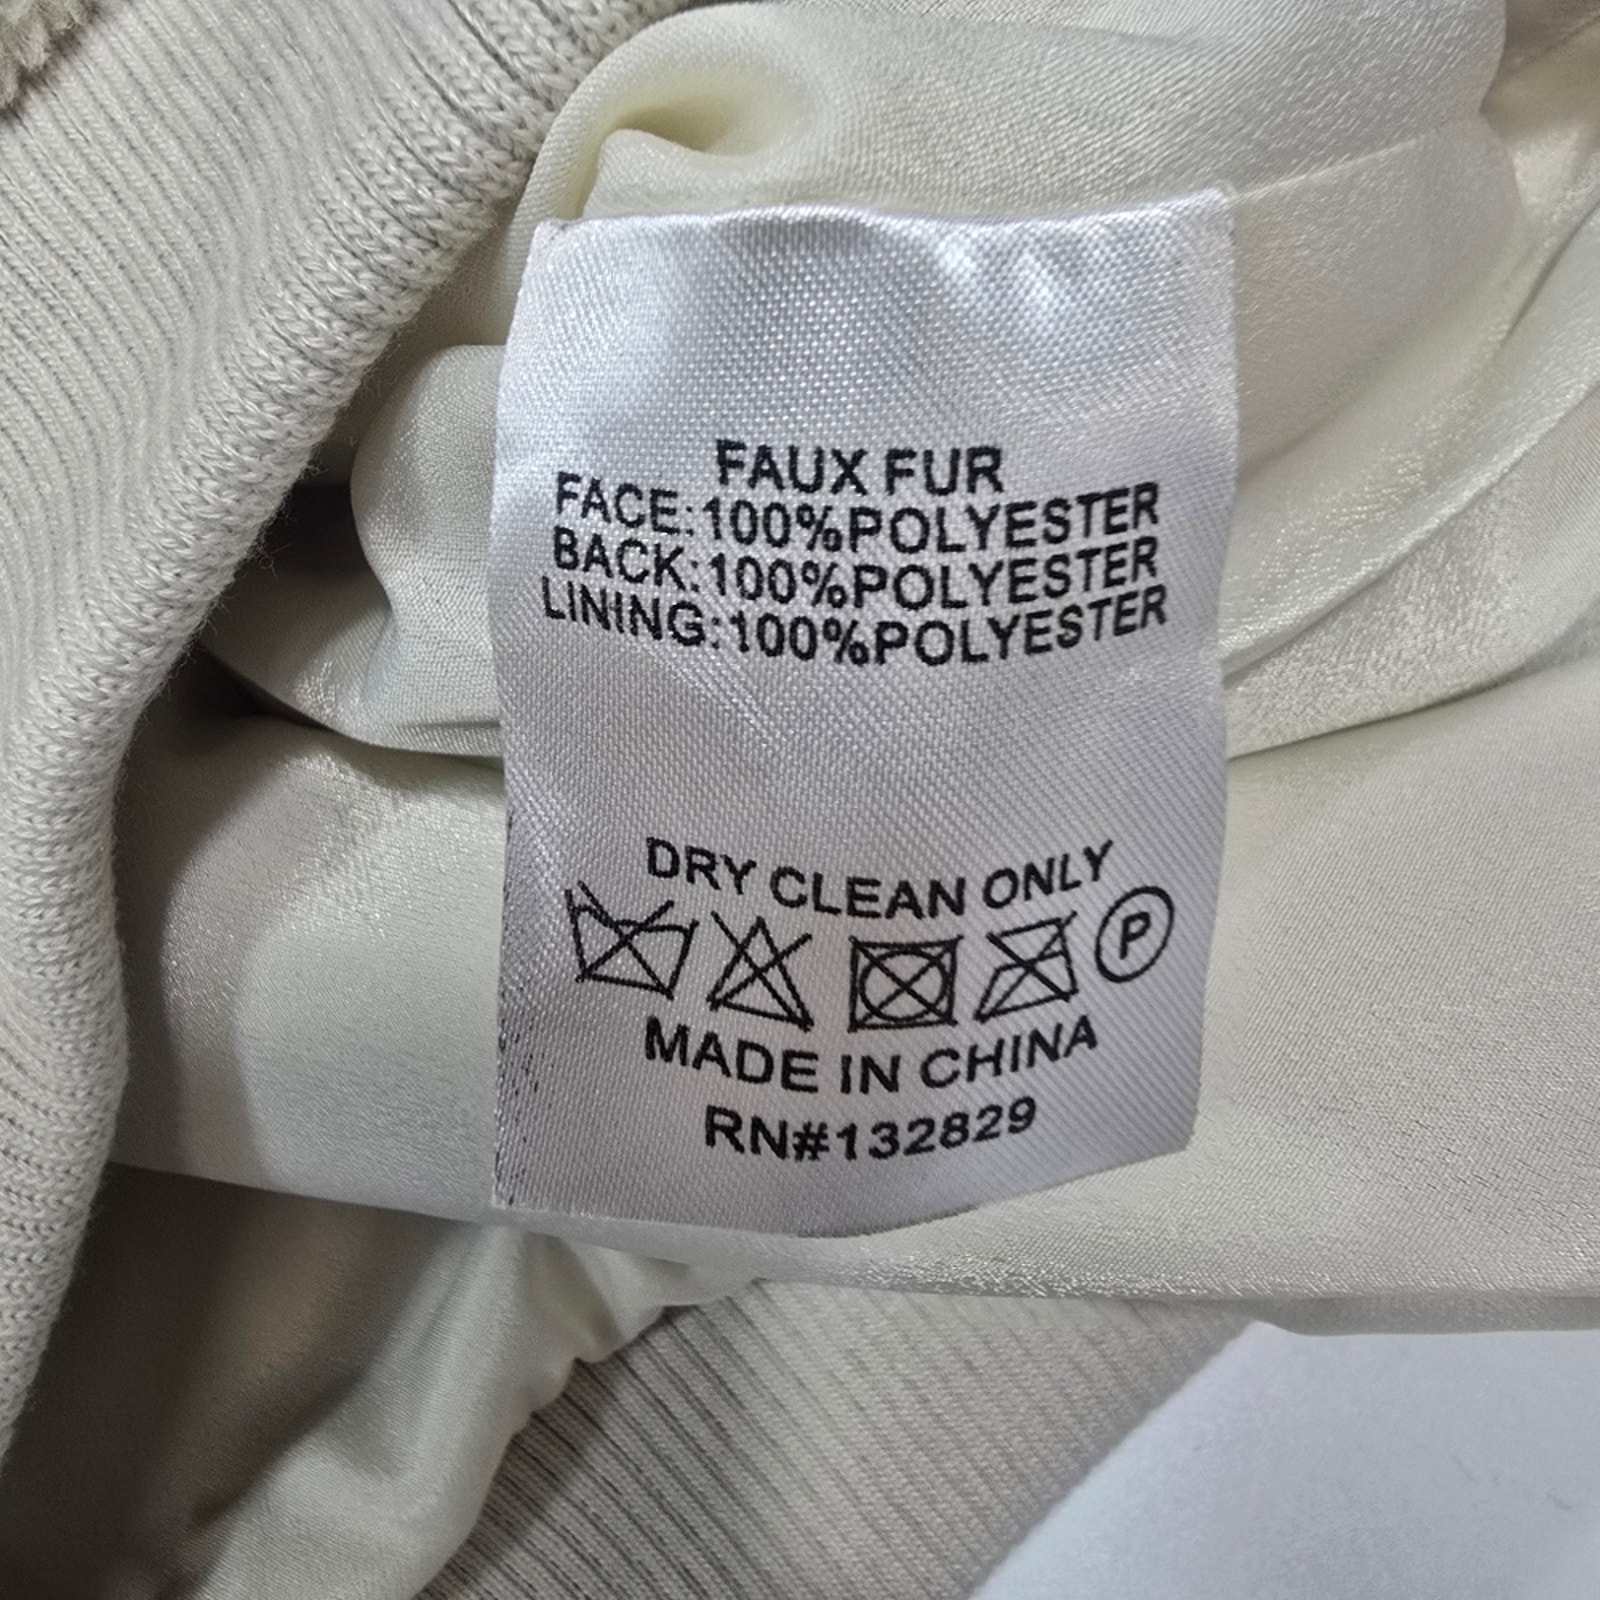 FAUX FUR
FACE:100%POLYESTER
BACK:100%POLYESTER
LINING:100%POLYESTER
DRY CLEAN ONLY
P
MADE IN CHINA
RN#132829